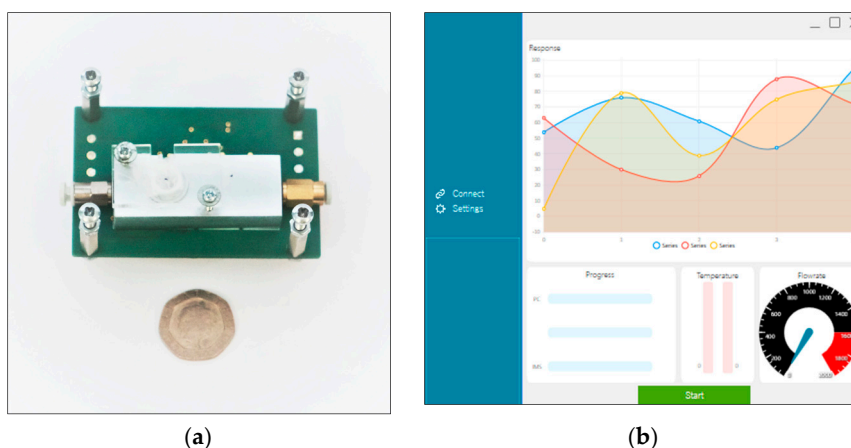 Response
100
90
80
70
60
50
40
30
20
10
0
-10
0 1 2 3
Series Series Series
Connect
Settings
Progress
PC
IMS
Temperature
0 0
Flowrate
0 200 400 600 800 1000 1200 1400 1600 1800 2000
Start
(a) (b)